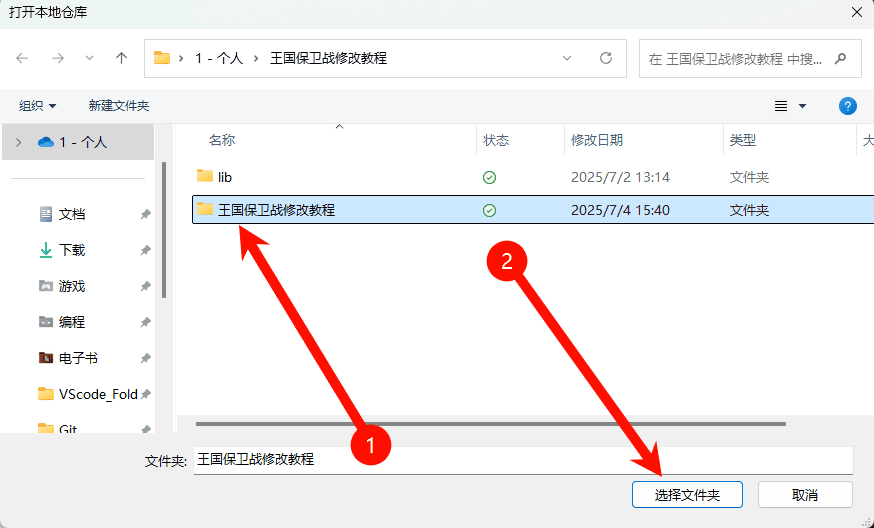 打开本地仓库
1 - 个人 王国保卫战修改教程
在 王国保卫战修改教程 中搜...
组织 新建文件夹
1 - 个人
文档
下载
游戏
编程
电子书
VScode_Fold
Git
名称 状态 修改日期 类型 大
lib 2025/7/2 13:14 文件夹
王国保卫战修改教程 2025/7/4 15:40 文件夹
2
1
文件夹: 王国保卫战修改教程
选择文件夹 取消